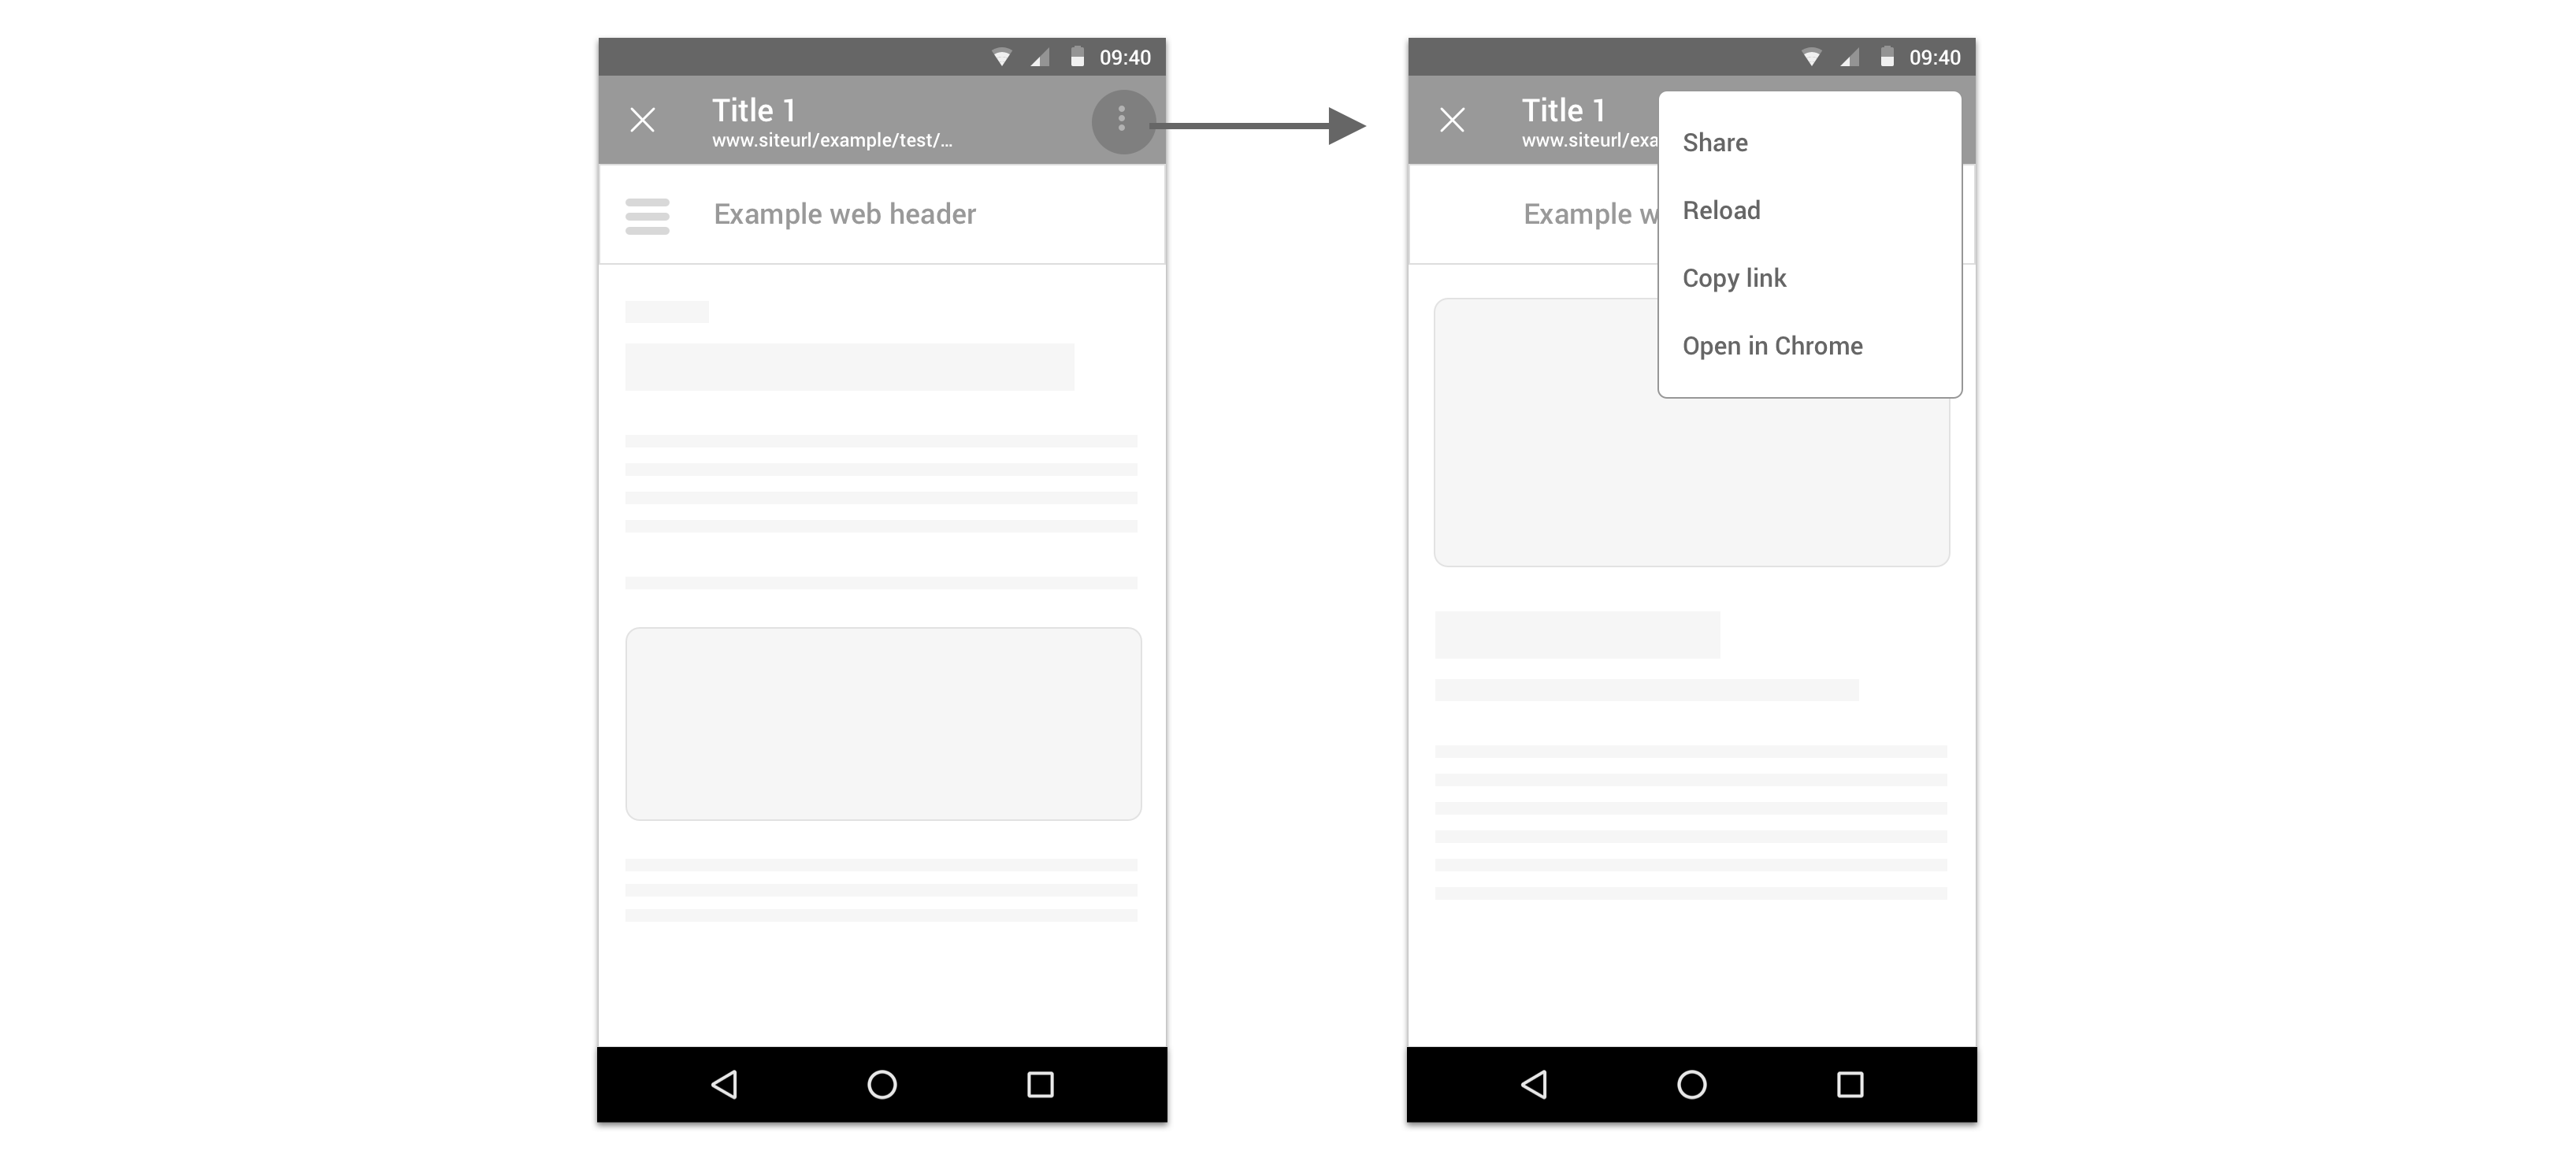 09:40
Title 1
www.siteurl/example/test/...
Example web header
09:40
Title 1
www.siteurl/exa
Example w
Share
Reload
Copy link
Open in Chrome